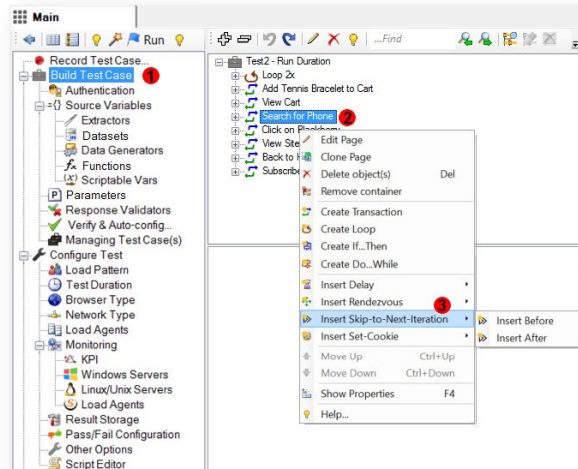 Main
Run
...Find
Record Test Case...
Build Test Case 1
Authentication
={} Source Variables
Extractors
Datasets
Data Generators
fx Functions
{x} Scriptable Vars
P Parameters
Response Validators
Verify & Auto-config...
Managing Test Case(s)
Configure Test
Load Pattern
Test Duration
Browser Type
Network Type
Load Agents
Monitoring
KPI
Windows Servers
Linux/Unix Servers
Load Agents
Result Storage
Pass/Fail Configuration
Other Options
Script Editor
Test2 - Run Duration
Loop 2x
Add Tennis Bracelet to Cart
View Cart
Search for Phone 2
Click on Blackberry
View Site
Back to
Subscribe
Edit Page
Clone Page
Delete object(s) Del
Remove container
Create Transaction
Create Loop
Create If...Then
Create Do...While
Insert Delay
Insert Rendezvous
3
Insert Skip-to-Next-Iteration
Insert Set-Cookie
Move Up Ctrl+Up
Move Down Ctrl+Down
Show Properties F4
Help...
Insert Before
Insert After